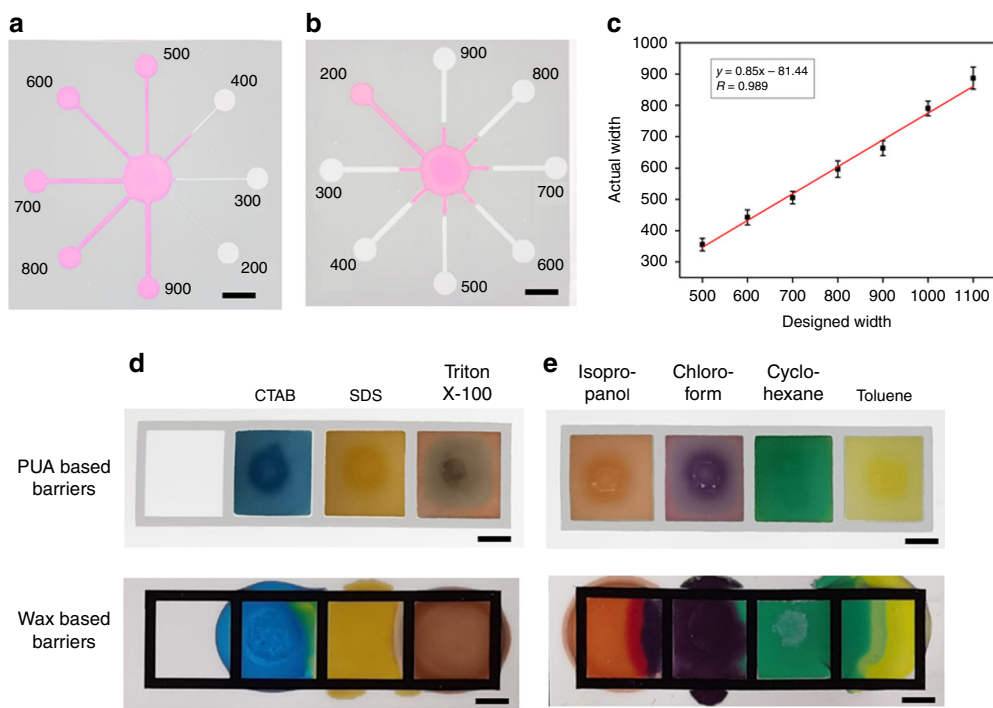 a
500
600
400
700
300
800
200
900
b
900
200
800
300
700
400
600
500
c
1000
900
800
700
600
500
400
300
Actual width
y = 0.85x – 81.44
R = 0.989
500 600 700 800 900 1000 1100
Designed width
d
CTAB
SDS
Triton
X-100
e
Isopro-
panol
Chloro-
form
Cyclo-
hexane
Toluene
PUA based
barriers
Wax based
barriers